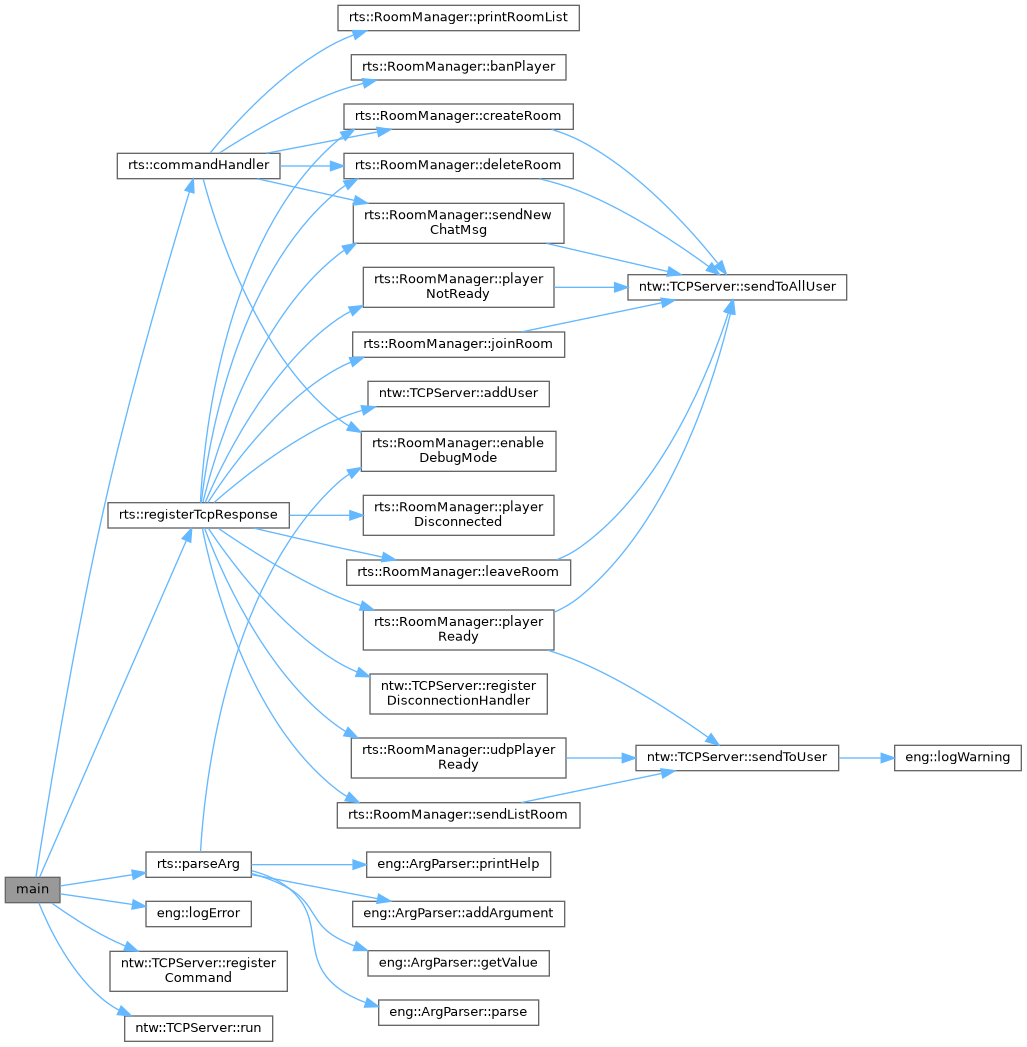 rts::RoomManager::printRoomList
rts::RoomManager::banPlayer
rts::RoomManager::createRoom
rts::commandHandler
rts::RoomManager::deleteRoom
rts::RoomManager::sendNew
ChatMsg
rts::RoomManager::player
NotReady
ntw::TCPServer::sendToAllUser
rts::RoomManager::joinRoom
ntw::TCPServer::addUser
rts::RoomManager::enable
DebugMode
rts::registerTcpResponse
rts::RoomManager::player
Disconnected
rts::RoomManager::leaveRoom
rts::RoomManager::player
Ready
ntw::TCPServer::register
DisconnectionHandler
rts::RoomManager::udpPlayer
Ready
ntw::TCPServer::sendToUser
eng::logWarning
rts::RoomManager::sendListRoom
rts::parseArg
eng::ArgParser::printHelp
main
eng::logError
eng::ArgParser::addArgument
ntw::TCPServer::register
Command
eng::ArgParser::getValue
ntw::TCPServer::run
eng::ArgParser::parse